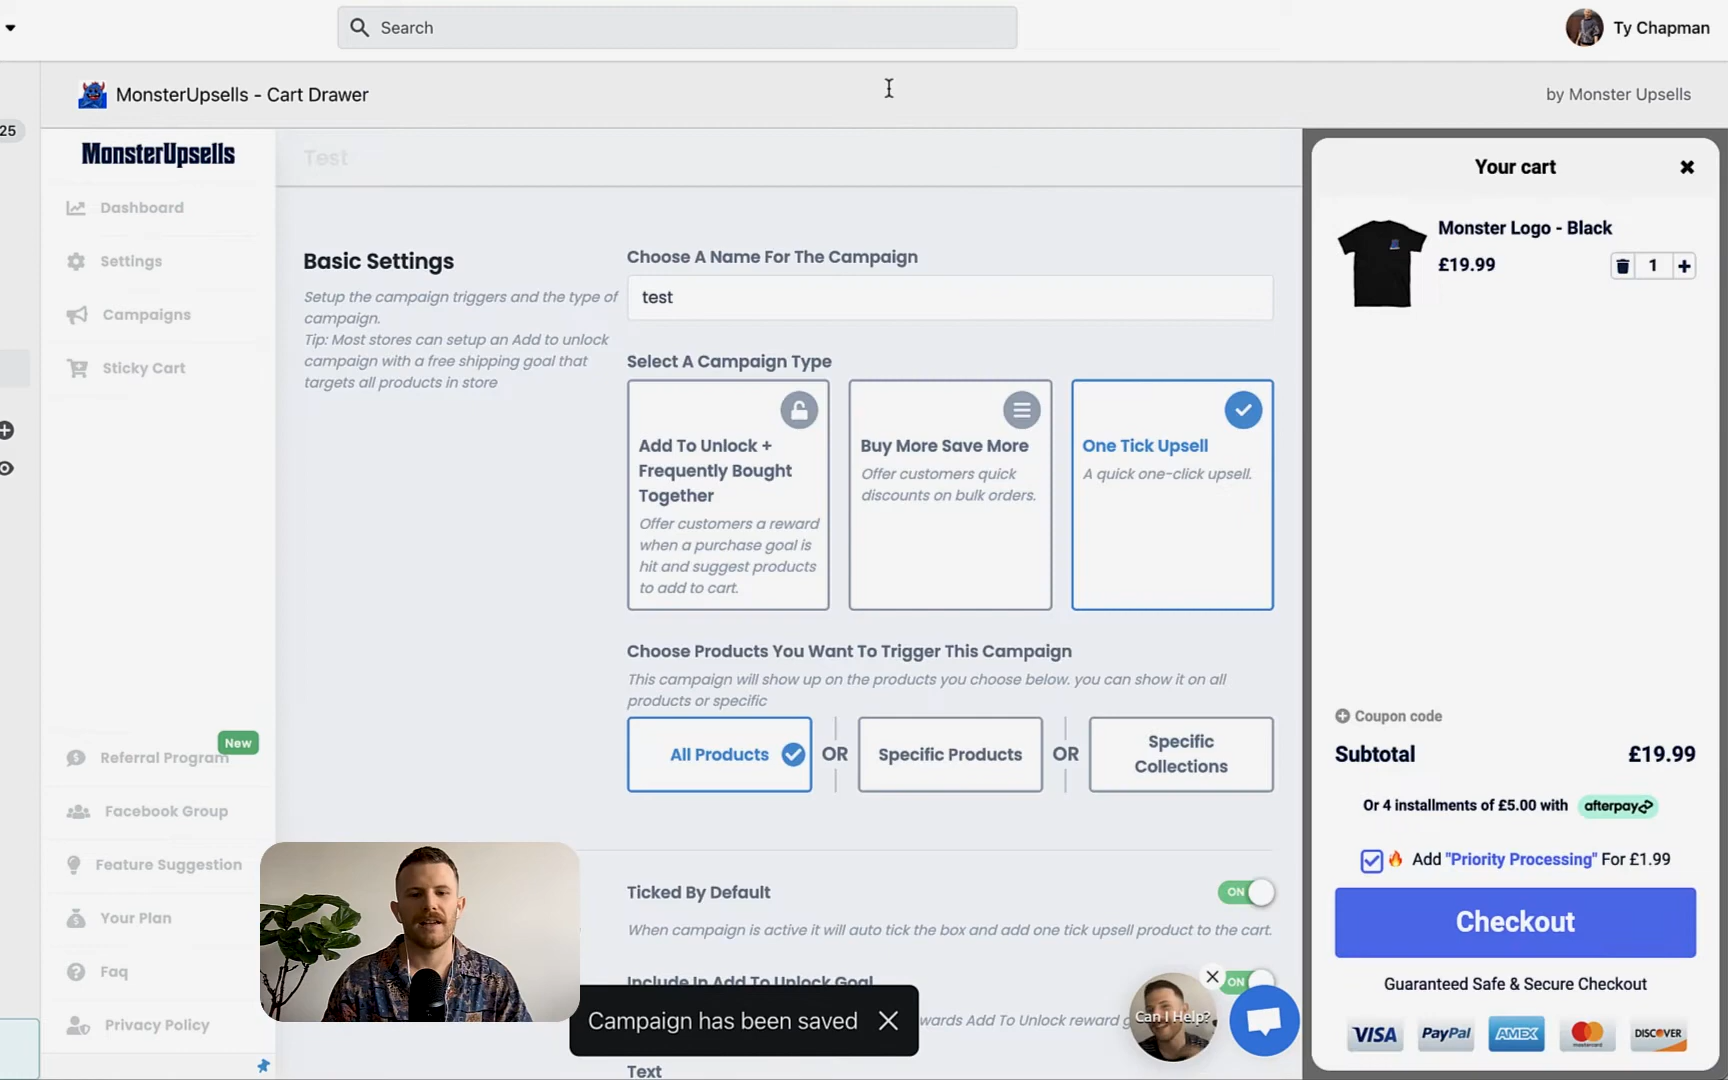 Search
Ty Chapman
MonsterUpsells - Cart Drawer
by Monster Upsells
25
MonsterUpsells
Dashboard
Settings
Campaigns
Sticky Cart
Referral Program
New
Facebook Group
Feature Suggestion
Your Plan
Faq
Privacy Policy
Test
Basic Settings
Setup the campaign triggers and the type of
campaign.
Tip: Most stores can setup an Add to unlock
campaign with a free shipping goal that
targets all products in store
Choose A Name For The Campaign
test
Select A Campaign Type
Add To Unlock +
Frequently Bought
Together
Offer customers a reward
when a purchase goal is
hit and suggest products
to add to cart.
Buy More Save More
Offer customers quick
discounts on bulk orders.
One Tick Upsell
A quick one-click upsell.
Choose Products You Want To Trigger This Campaign
This campaign will show up on the products you choose below. you can show it on all
products or specific
All Products
OR
Specific Products
OR
Specific
Collections
Ticked By Default
ON
When campaign is active it will auto tick the box and add one tick upsell product to the cart.
Include In Add To Unlock Goal
ON
wards Add To Unlock reward g
Campaign has been saved
Can I Help?
Text
Your cart
Monster Logo - Black
£19.99
1
Coupon code
Subtotal
£19.99
Or 4 installments of £5.00 with afterpay
Add "Priority Processing" For £1.99
Checkout
Guaranteed Safe & Secure Checkout
VISA
PayPal
AMEX
mastercard
DISCOVER